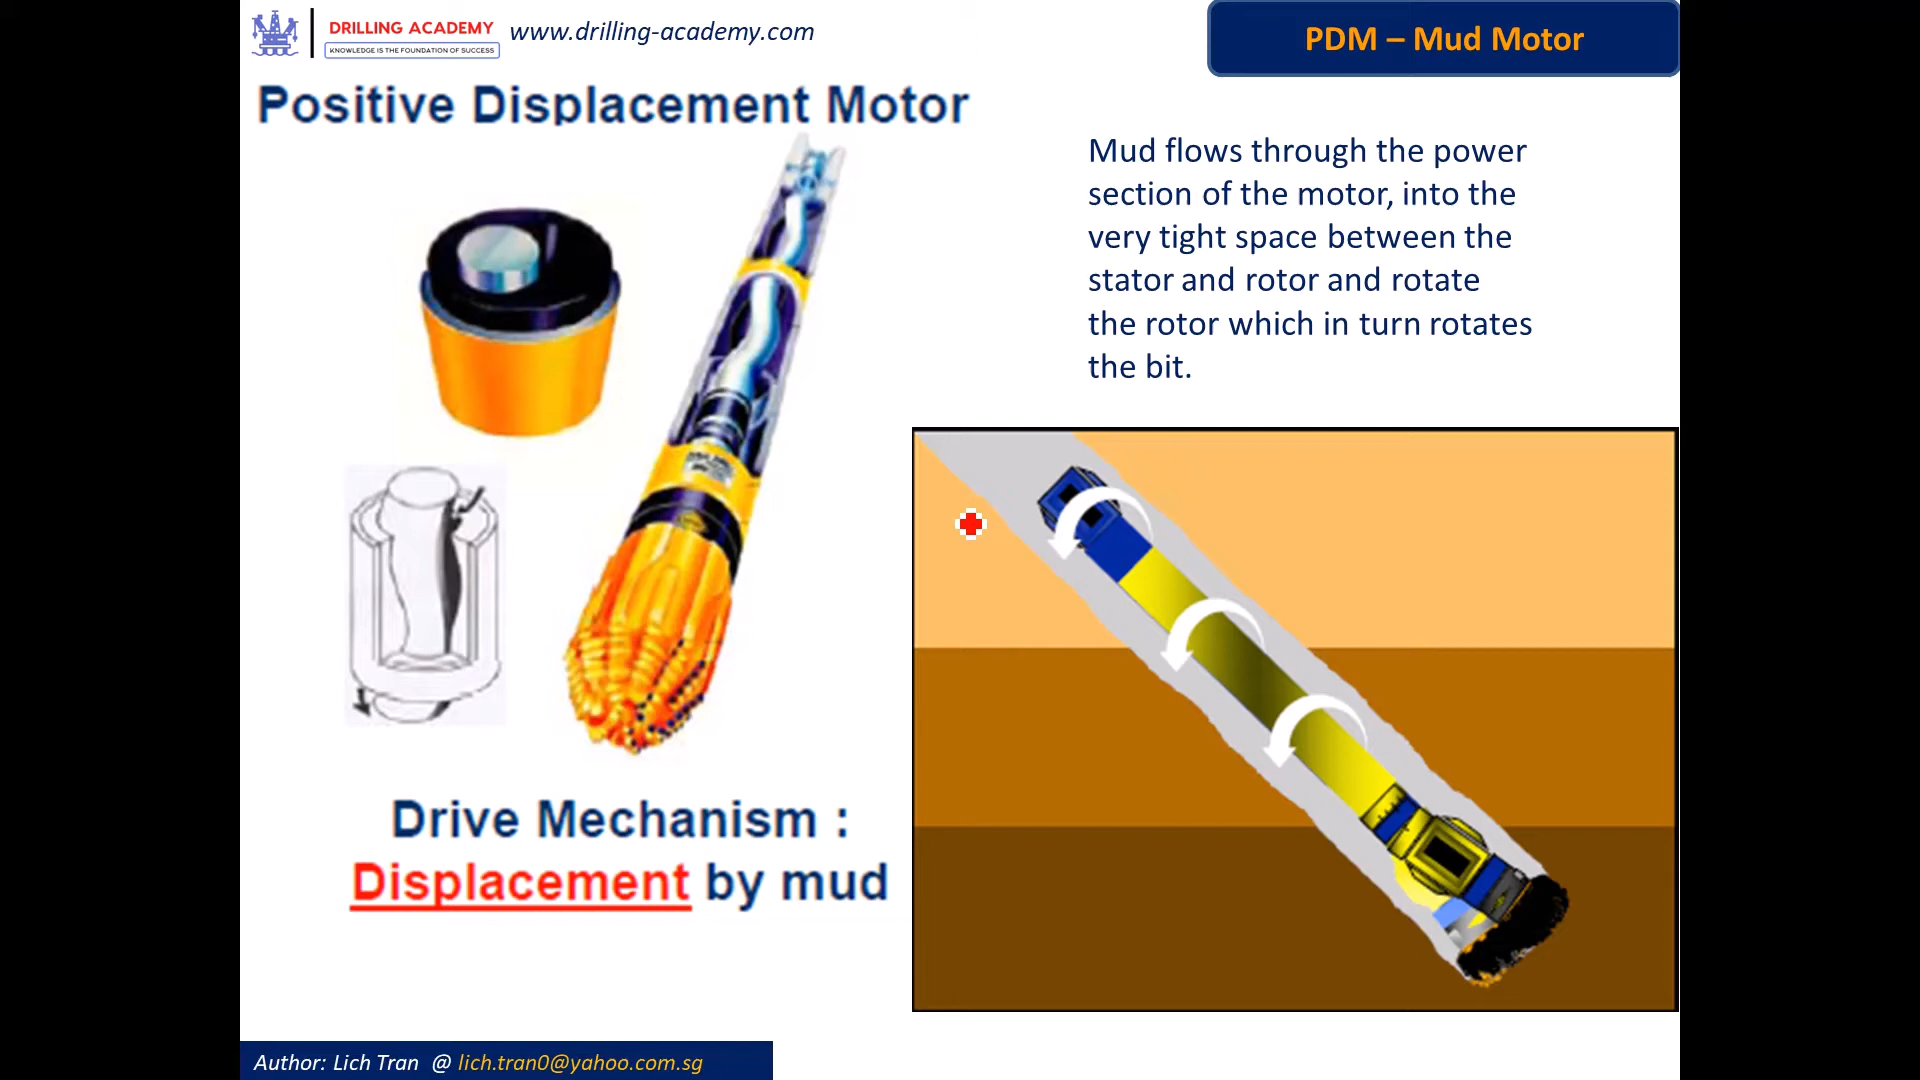 DRILLING ACADEMY
KNOWLEDGE IS THE FOUNDATION OF SUCCESS
www.drilling-academy.com
PDM – Mud Motor
Positive Displacement Motor
Mud flows through the power
section of the motor, into the
very tight space between the
stator and rotor and rotate
the rotor which in turn rotates
the bit.
Drive Mechanism :
Displacement by mud
Author: Lich Tran @ lich.tran0@yahoo.com.sg